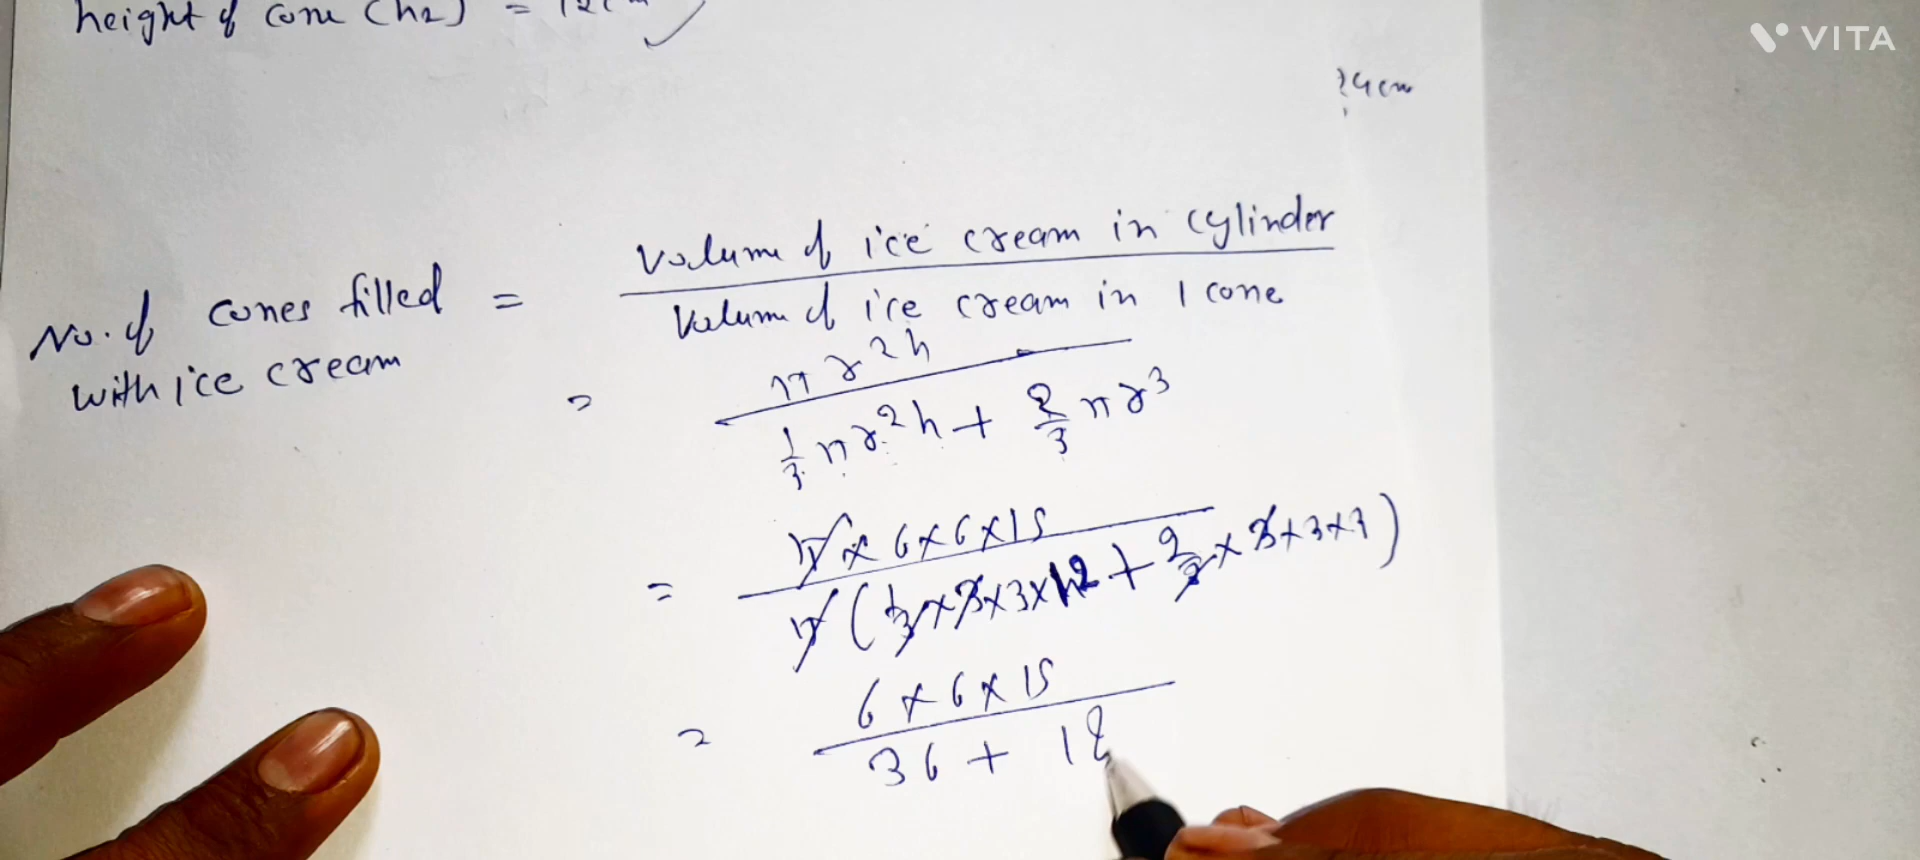 height of cone (h2) = 12cm
VITA
24cm
No. of cones filled with ice cream = Volume of ice cream in cylinder
Volume of ice cream in 1 cone
= πr²h
1/3 πr²h + 2/3 πr³
= π × 6×6×15
π (1/3 × 3×3×12 + 2/3 × 3×3×3)
= 6×6×15
36 + 18